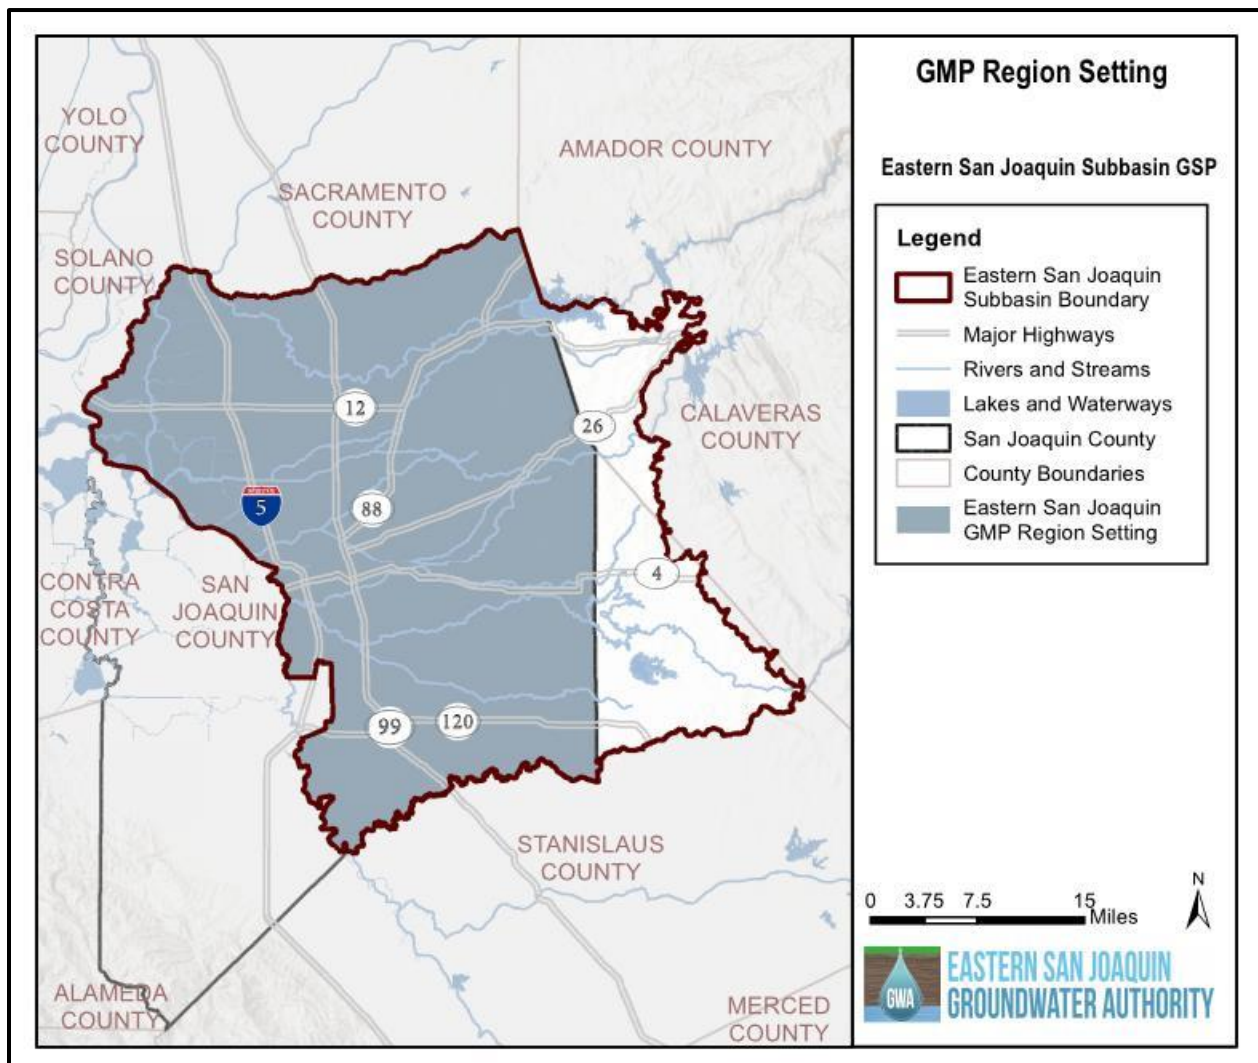 GMP Region Setting
Eastern San Joaquin Subbasin GSP
Legend
Eastern San Joaquin
Subbasin Boundary
Major Highways
Rivers and Streams
Lakes and Waterways
San Joaquin County
County Boundaries
Eastern San Joaquin
GMP Region Setting
YOLO
COUNTY
AMADOR COUNTY
SACRAMENTO
COUNTY
SOLANO
COUNTY
12
26
CALAVERAS
COUNTY
5
88
4
CONTRA
COSTA
COUNTY
SAN
JOAQUIN
COUNTY
99
120
STANISLAUS
COUNTY
ALAMEDA
COUNTY
MERCED
COUNTY
N
0 3.75 7.5 15
Miles
GWA
EASTERN SAN JOAQUIN
GROUNDWATER AUTHORITY